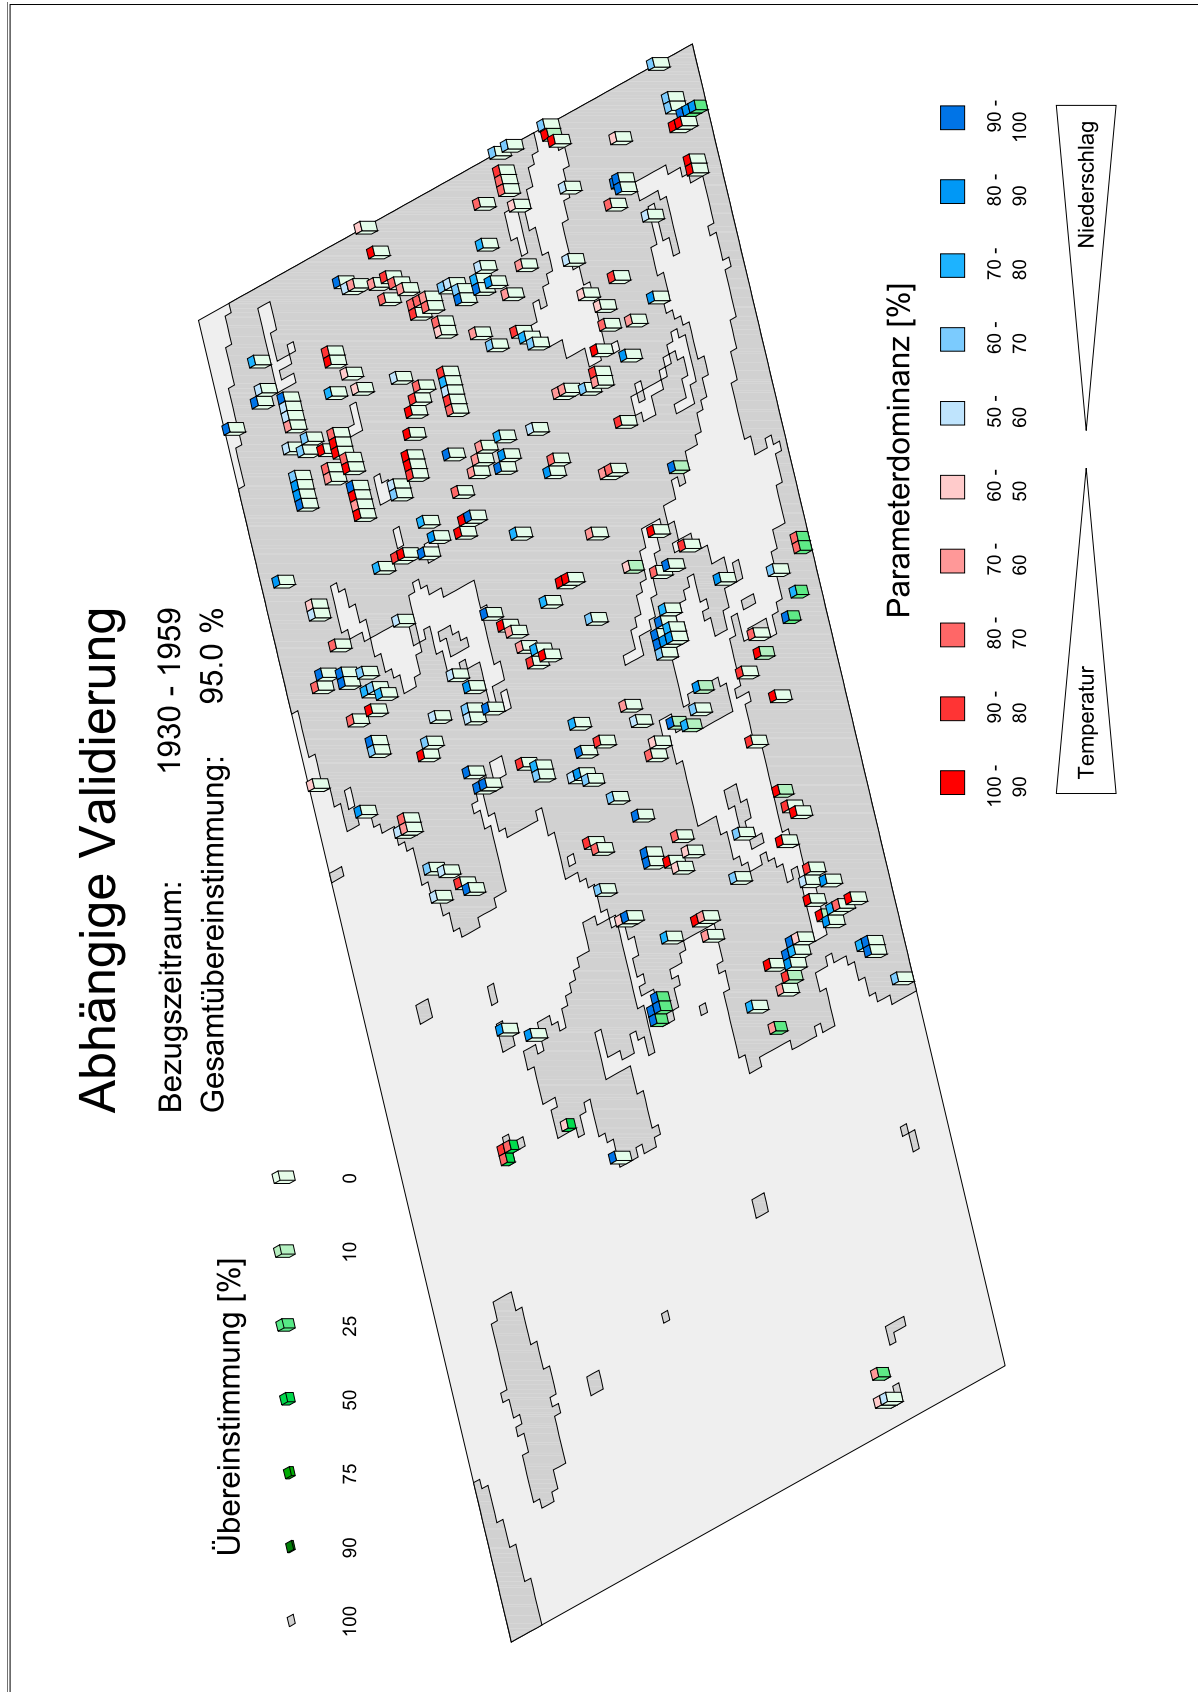 Abhängige Validierung
Bezugszeitraum: 1930 - 1959
Gesamtübereinstimmung: 95.0 %
Übereinstimmung [%]
100 90 75 50 25 10 0
Parameterdominanz [%]
100 - 90 - 80 - 70 - 60 - 50 - 60 - 70 - 80 - 90 -
90 80 70 60 50 60 70 80 90 100
Temperatur Niederschlag